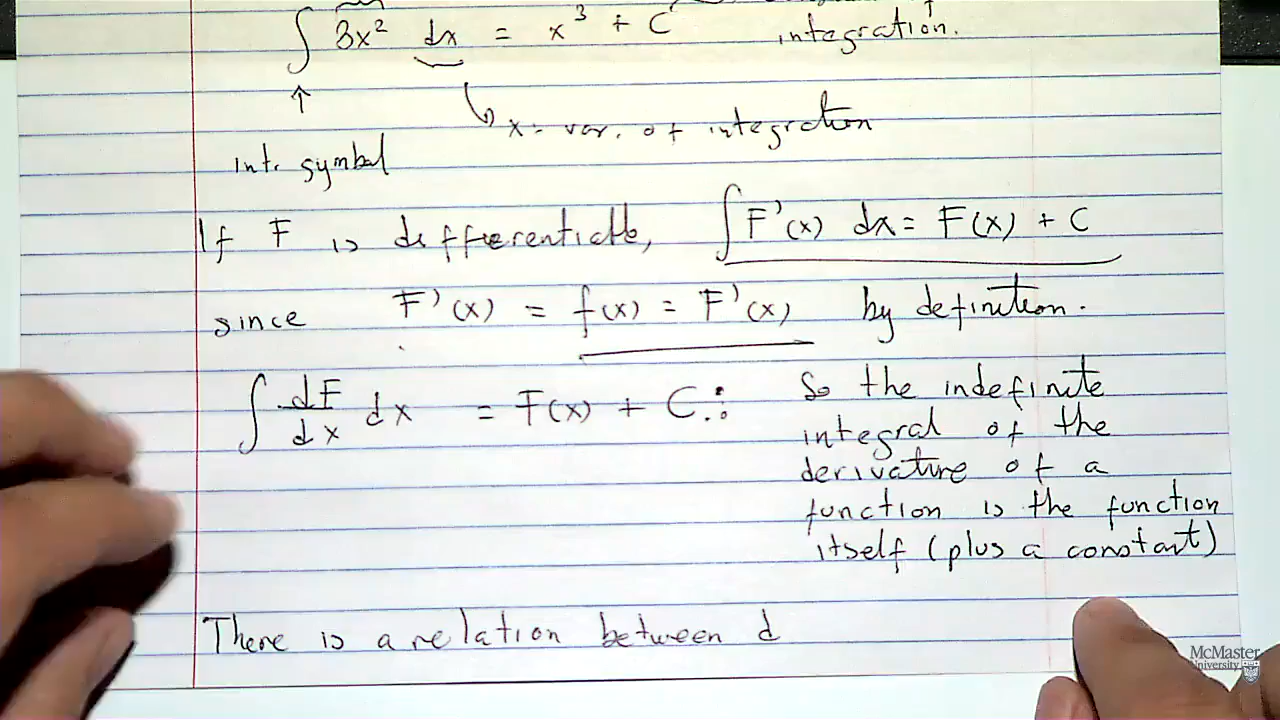 ∫ 3x² dx = x³ + C integration.
x = var. of integration
Int. symbol
If F is differentiable, ∫F'(x) dx = F(x) + C
since F'(x) = f(x) = F'(x) by definition.
∫ dF/dx dx = F(x) + C.
So the indefinite
integral of the
derivature of a
function is the function
itself (plus a constant)
There is a relation between d
McMaster
University